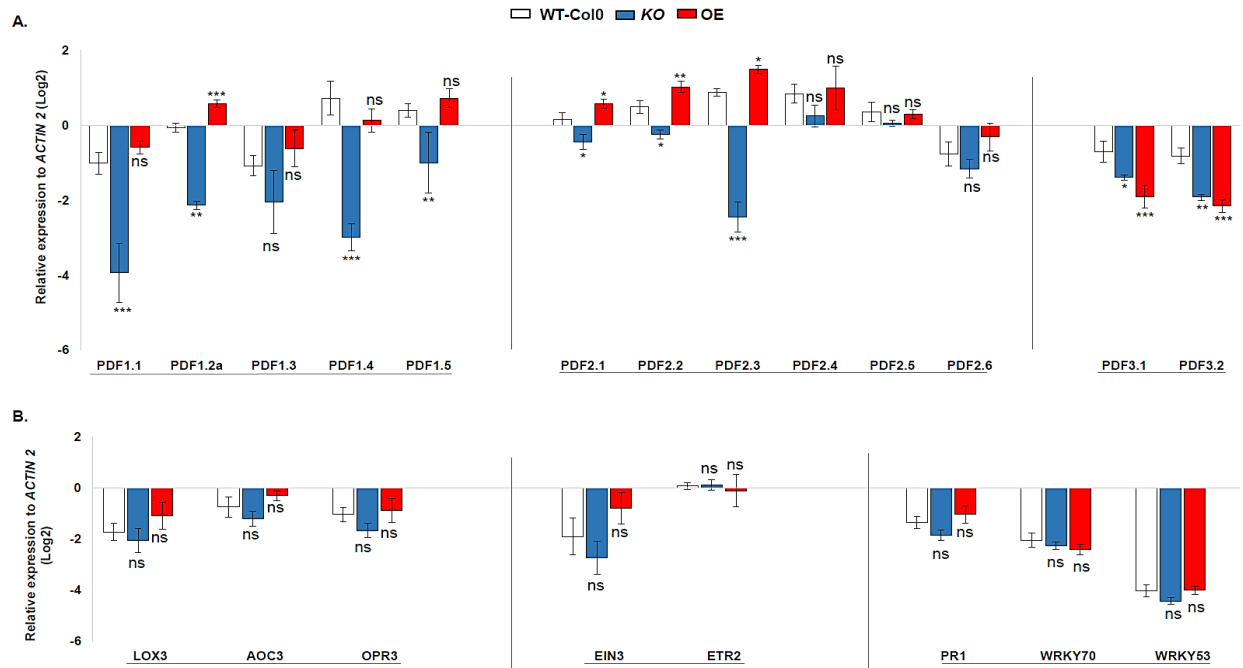 WT-Col0 KO OE
A.
Relative expression to ACTIN 2 (Log2)
2
0
-2
-4
-6
*** ns *** ** ns ns *** ns ** ns
* * * ** *** * ns ns ns ns ns ns
* *** ** ***
PDF1.1 PDF1.2a PDF1.3 PDF1.4 PDF1.5 PDF2.1 PDF2.2 PDF2.3 PDF2.4 PDF2.5 PDF2.6 PDF3.1 PDF3.2
B.
Relative expression to ACTIN 2
(Log2)
2
0
-2
-4
-6
ns ns ns ns ns ns
ns ns ns ns
ns ns ns ns ns ns
LOX3 AOC3 OPR3 EIN3 ETR2 PR1 WRKY70 WRKY53